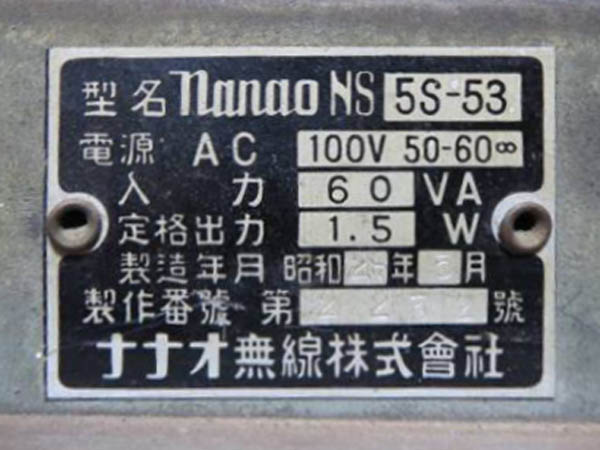 型名 nanao NS 5S-53
電源 AC 100V 50-60∞
入力 60 VA
定格出力 1.5 W
製造年月 昭和 年 月
製作番號 第 號
ナナオ無線株式會社